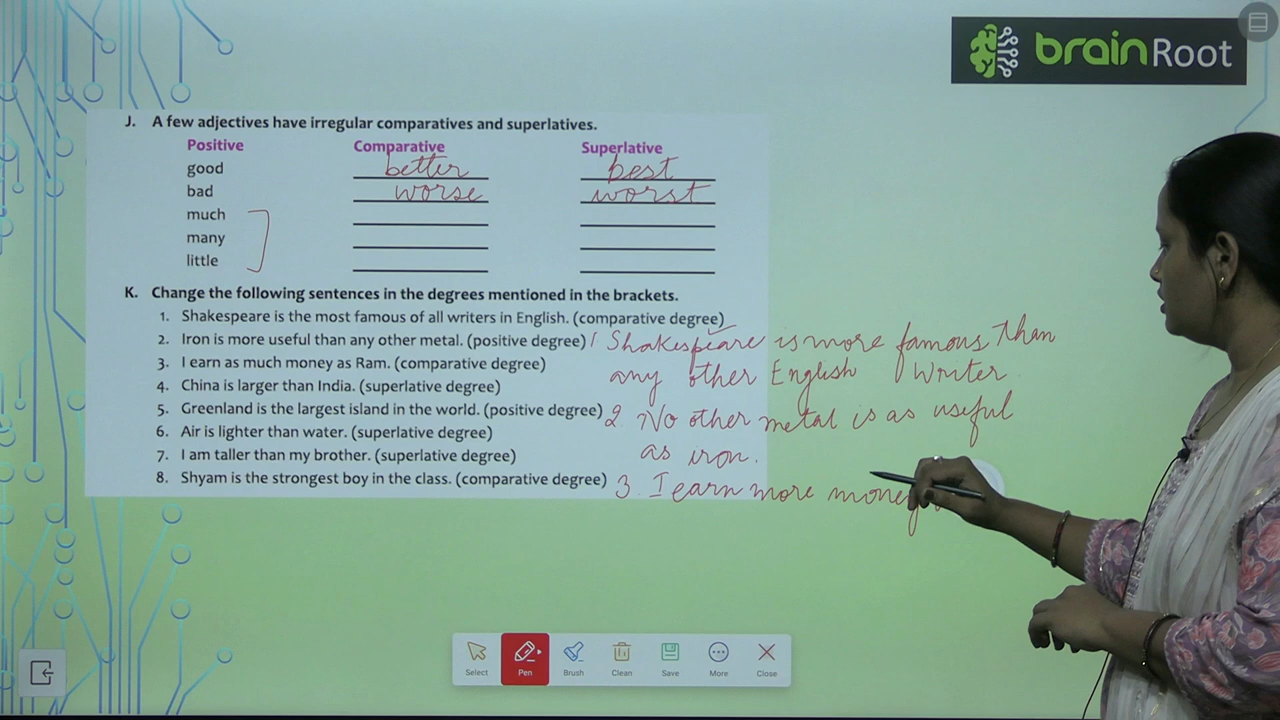 brainRoot
J. A few adjectives have irregular comparatives and superlatives.
Positive Comparative Superlative
good better best
bad worse worst
much
many
little
K. Change the following sentences in the degrees mentioned in the brackets.
1. Shakespeare is the most famous of all writers in English. (comparative degree)
2. Iron is more useful than any other metal. (positive degree)
3. I earn as much money as Ram. (comparative degree)
4. China is larger than India. (superlative degree)
5. Greenland is the largest island in the world. (positive degree)
6. Air is lighter than water. (superlative degree)
7. I am taller than my brother. (superlative degree)
8. Shyam is the strongest boy in the class. (comparative degree)
1 Shakespeare is more famous than
any other English Writer
2. No other metal is as useful
as iron.
3. I earn more money
Select Pen Brush Clean Save More Close